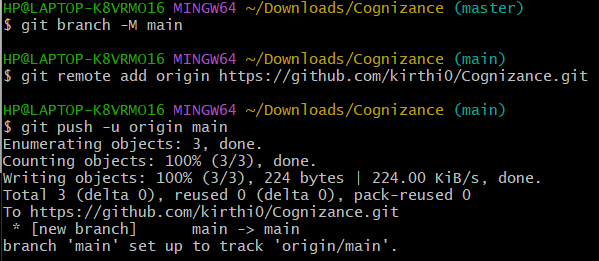 HP@LAPTOP-K8VRMO16 MINGW64 ~/Downloads/Cognizance (master)
$ git branch -M main
HP@LAPTOP-K8VRMO16 MINGW64 ~/Downloads/Cognizance (main)
$ git remote add origin https://github.com/kirthi0/Cognizance.git
HP@LAPTOP-K8VRMO16 MINGW64 ~/Downloads/Cognizance (main)
$ git push -u origin main
Enumerating objects: 3, done.
Counting objects: 100% (3/3), done.
Writing objects: 100% (3/3), 224 bytes | 224.00 KiB/s, done.
Total 3 (delta 0), reused 0 (delta 0), pack-reused 0
To https://github.com/kirthi0/Cognizance.git
 * [new branch]      main -> main
branch 'main' set up to track 'origin/main'.